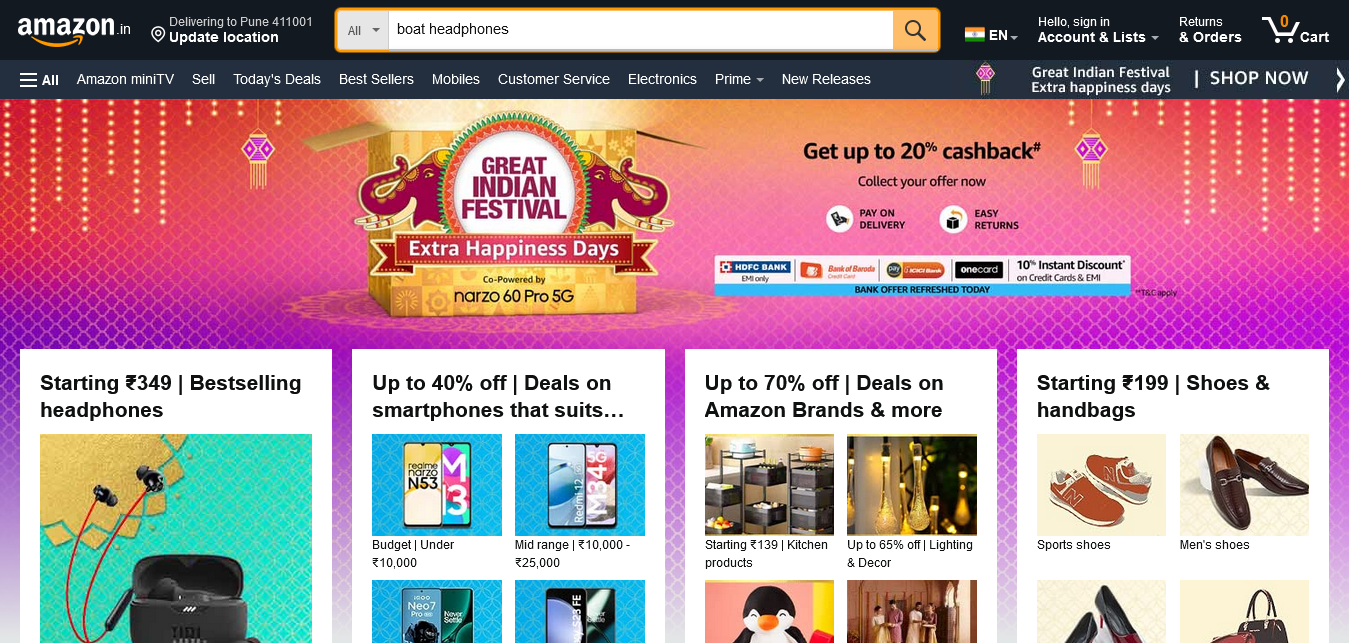 amazon.in
Delivering to Pune 411001
Update location
All
boat headphones
EN
Hello, sign in
Account & Lists
Returns
& Orders
0
Cart
All
Amazon miniTV
Sell
Today's Deals
Best Sellers
Mobiles
Customer Service
Electronics
Prime
New Releases
Great Indian Festival
Extra happiness days
| SHOP NOW
GREAT
INDIAN
FESTIVAL
Extra Happiness Days
Co-Powered by
narzo 60 Pro 5G
Get up to 20% cashback#
Collect your offer now
PAY ON
DELIVERY
EASY
RETURNS
HDFC BANK
EMI only
Bank of Baroda
Credit Card
pay
ICICI Bank
onecard
10% Instant Discount*
on Credit Cards & EMI
BANK OFFER REFRESHED TODAY
**T&C apply
Starting ₹349 | Bestselling
headphones
JBL
Up to 40% off | Deals on
smartphones that suits…
realme
narzo
N53
M
13
Redmi 12
5G
M34
Budget | Under
₹10,000
Mid range | ₹10,000 -
₹25,000
iQOO
Neo7
Pro
Never
Settle
S23 FE
Up to 70% off | Deals on
Amazon Brands & more
Starting ₹139 | Kitchen
products
Up to 65% off | Lighting
& Decor
Starting ₹199 | Shoes &
handbags
Sports shoes
Men's shoes